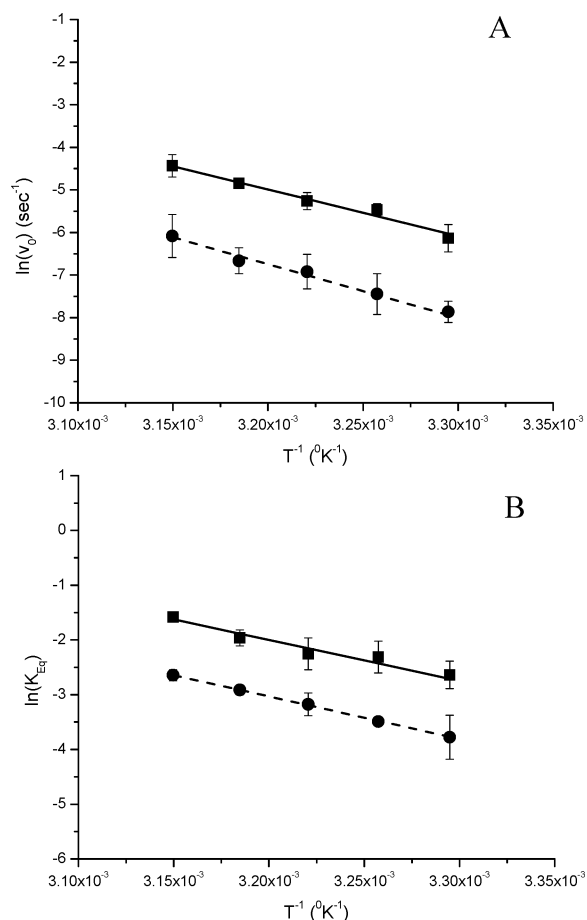 A
-1
-2
-3
-4
-5
-6
-7
-8
-9
-10
ln(v₀) (sec⁻¹)
3.10x10⁻³ 3.15x10⁻³ 3.20x10⁻³ 3.25x10⁻³ 3.30x10⁻³ 3.35x10⁻³
T⁻¹ (⁰K⁻¹)
B
1
0
-1
-2
-3
-4
-5
-6
ln(K_Eq)
3.10x10⁻³ 3.15x10⁻³ 3.20x10⁻³ 3.25x10⁻³ 3.30x10⁻³ 3.35x10⁻³
T⁻¹ (⁰K⁻¹)